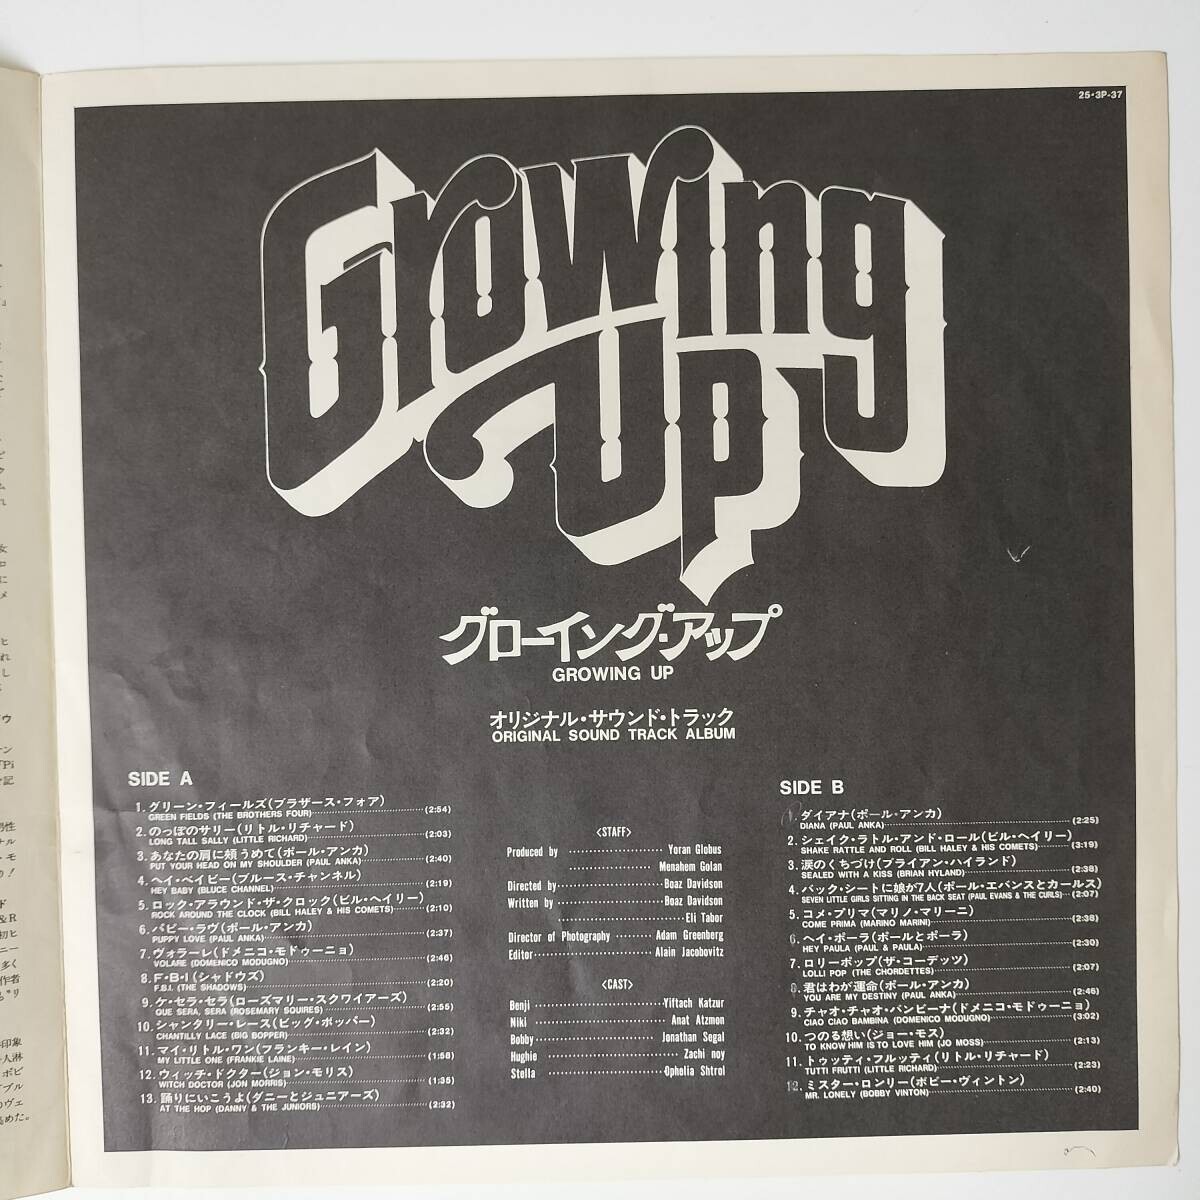 25・3P-37
Growing
Up
グローイング・アップ
GROWING UP
オリジナル・サウンド・トラック
ORIGINAL SOUND TRACK ALBUM
SIDE A
1. グリーン・フィールズ(ブラザース・フォア)
GREEN FIELDS (THE BROTHERS FOUR) (2:54)
2. のっぽのサリー(リトル・リチャード)
LONG TALL SALLY (LITTLE RICHARD) (2:03)
3. あなたの肩に頬うめて(ポール・アンカ)
PUT YOUR HEAD ON MY SHOULDER (PAUL ANKA) (2:40)
4. ヘイ・ベイビー(ブルース・チャンネル)
HEY BABY (BLUCE CHANNEL) (2:19)
5. ロック・アラウンド・ザ・クロック(ビル・ヘイリー)
ROCK AROUND THE CLOCK (BILL HALEY & HIS COMETS) (2:10)
6. パピー・ラヴ(ポール・アンカ)
PUPPY LOVE (PAUL ANKA) (2:37)
7. ヴォラーレ(ドメニコ・モドゥーニョ)
VOLARE (DOMENICO MODUGNO) (2:46)
8. F・B・I(シャドウズ)
F.B.I. (THE SHADOWS) (2:20)
9. ケ・セラ・セラ(ローズマリー・スクワイアーズ)
QUE SERA, SERA (ROSEMARY SQUIRES) (2:55)
10. シャンタリー・レース(ビッグ・ボッパー)
CHANTILLY LACE (BIG BOPPER) (2:32)
11. マイ・リトル・ワン(フランキー・レイン)
MY LITTLE ONE (FRANKIE LAINE) (1:58)
12. ウィッチ・ドクター(ジョン・モリス)
WITCH DOCTOR (JON MORRIS) (1:35)
13. 踊りにいこうよ(ダニーとジュニアーズ)
AT THE HOP (DANNY & THE JUNIORS) (2:32)
<STAFF>
Produced by Yoran Globus
Menahem Golan
Directed by Boaz Davidson
Written by Boaz Davidson
Eli Tabor
Director of Photography Adam Greenberg
Editor Alain Jacobovitz
<CAST>
Benji Yiftach Katzur
Niki Anat Atzmon
Bobby Jonathan Segai
Hughie Zachi noy
Stella Ophelia Shtrol
SIDE B
1. ダイアナ(ポール・アンカ)
DIANA (PAUL ANKA) (2:25)
2. シェイク・ラトル・アンド・ロール(ビル・ヘイリー)
SHAKE RATTLE AND ROLL (BILL HALEY & HIS COMETS) (3:19)
3. 涙のくちづけ(ブライアン・ハイランド)
SEALED WITH A KISS (BRIAN HYLAND) (2:38)
4. バック・シートに娘が7人(ポール・エバンスとカールス)
SEVEN LITTLE GIRLS SITTING IN THE BACK SEAT (PAUL EVANS & THE CURLS) (2:07)
5. コメ・プリマ(マリノ・マリーニ)
COME PRIMA (MARINO MARINI) (2:38)
6. ヘイ・ポーラ(ポールとポーラ)
HEY PAULA (PAUL & PAULA) (2:30)
7. ロリーポップ(ザ・コーデッツ)
LOLLI POP (THE CHORDETTES) (2:07)
8. 君はわが運命(ポール・アンカ)
YOU ARE MY DESTINY (PAUL ANKA) (2:46)
9. チャオ・チャオ・バンビーナ(ドメニコ・モドゥーニョ)
CIAO CIAO BAMBINA (DOMENICO MODUGNO) (3:02)
10. つのる想い(ジョー・モス)
TO KNOW HIM IS TO LOVE HIM (JO MOSS) (2:13)
11. トゥッティ・フルッティ(リトル・リチャード)
TUTTI FRUTTI (LITTLE RICHARD) (2:23)
12. ミスター・ロンリー(ボビー・ヴィントン)
MR. LONELY (BOBBY VINTON) (2:40)